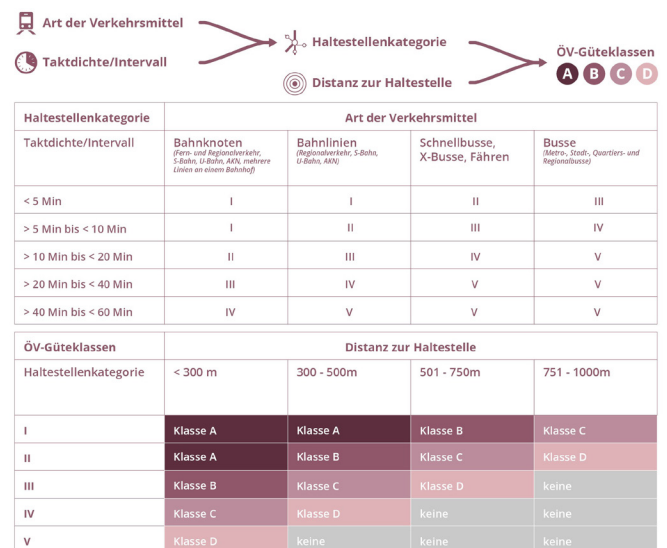 Art der Verkehrsmittel
Taktdichte/Intervall
Haltestellenkategorie
Distanz zur Haltestelle
ÖV-Güteklassen
A B C D
Haltestellenkategorie Art der Verkehrsmittel
Taktdichte/Intervall Bahnknoten Bahnlinien Schnellbusse, Busse
(Fern- und Regionalverkehr, (Regionalverkehr, S-Bahn, X-Busse, Fähren (Metro-, Stadt-, Quartiers- und
S-Bahn, U-Bahn, AKN, mehrere U-Bahn, AKN) Regionalbusse)
Linien an einem Bahnhof)
< 5 Min I I II III
> 5 Min bis < 10 Min I II III IV
> 10 Min bis < 20 Min II III IV V
> 20 Min bis < 40 Min III IV V V
> 40 Min bis < 60 Min IV V V V
ÖV-Güteklassen Distanz zur Haltestelle
Haltestellenkategorie < 300 m 300 - 500m 501 - 750m 751 - 1000m
I Klasse A Klasse A Klasse B Klasse C
II Klasse A Klasse B Klasse C Klasse D
III Klasse B Klasse C Klasse D keine
IV Klasse C Klasse D keine keine
V Klasse D keine keine keine